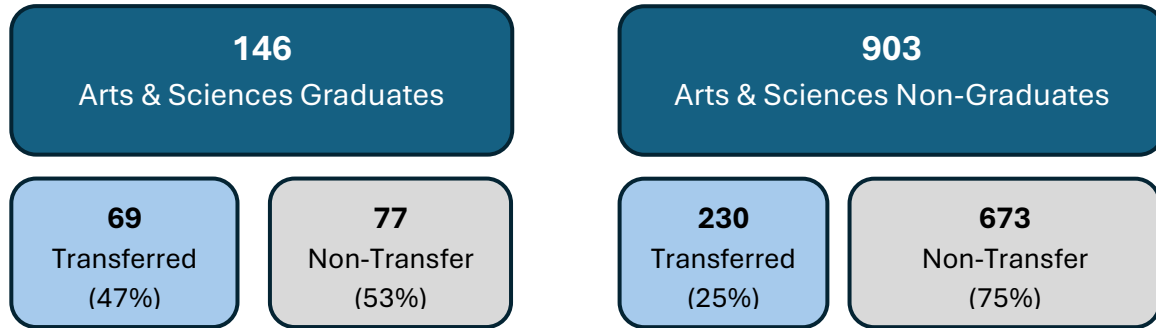 146
Arts & Sciences Graduates
903
Arts & Sciences Non-Graduates
69
Transferred
(47%)
77
Non-Transfer
(53%)
230
Transferred
(25%)
673
Non-Transfer
(75%)